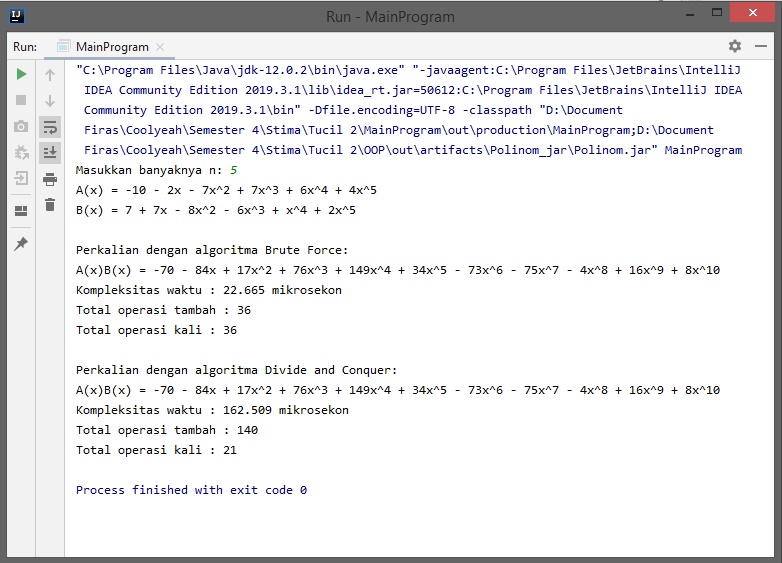 Run - MainProgram
Run: MainProgram
"C:\Program Files\Java\jdk-12.0.2\bin\java.exe" "-javaagent:C:\Program Files\JetBrains\IntelliJ
IDEA Community Edition 2019.3.1\lib\idea_rt.jar=50612:C:\Program Files\JetBrains\IntelliJ IDEA
Community Edition 2019.3.1\bin" -Dfile.encoding=UTF-8 -classpath "D:\Document
Firas\Coolyeah\Semester 4\Stima\Tucil 2\MainProgram\out\production\MainProgram;D:\Document
Firas\Coolyeah\Semester 4\Stima\Tucil 2\OOP\out\artifacts\Polinom_jar\Polinom.jar" MainProgram
Masukkan banyaknya n: 5
A(x) = -10 - 2x - 7x^2 + 7x^3 + 6x^4 + 4x^5
B(x) = 7 + 7x - 8x^2 - 6x^3 + x^4 + 2x^5
Perkalian dengan algoritma Brute Force:
A(x)B(x) = -70 - 84x + 17x^2 + 76x^3 + 149x^4 + 34x^5 - 73x^6 - 75x^7 - 4x^8 + 16x^9 + 8x^10
Kompleksitas waktu : 22.665 mikrosekon
Total operasi tambah : 36
Total operasi kali : 36
Perkalian dengan algoritma Divide and Conquer:
A(x)B(x) = -70 - 84x + 17x^2 + 76x^3 + 149x^4 + 34x^5 - 73x^6 - 75x^7 - 4x^8 + 16x^9 + 8x^10
Kompleksitas waktu : 162.509 mikrosekon
Total operasi tambah : 140
Total operasi kali : 21
Process finished with exit code 0